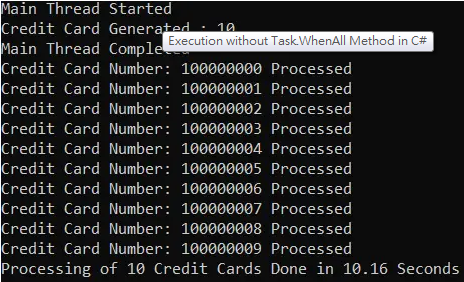 Main Thread Started
Credit Card Generated : 10
Execution without Task.WhenAll Method in C#
Main Thread Completed
Credit Card Number: 100000000 Processed
Credit Card Number: 100000001 Processed
Credit Card Number: 100000002 Processed
Credit Card Number: 100000003 Processed
Credit Card Number: 100000004 Processed
Credit Card Number: 100000005 Processed
Credit Card Number: 100000006 Processed
Credit Card Number: 100000007 Processed
Credit Card Number: 100000008 Processed
Credit Card Number: 100000009 Processed
Processing of 10 Credit Cards Done in 10.16 Seconds